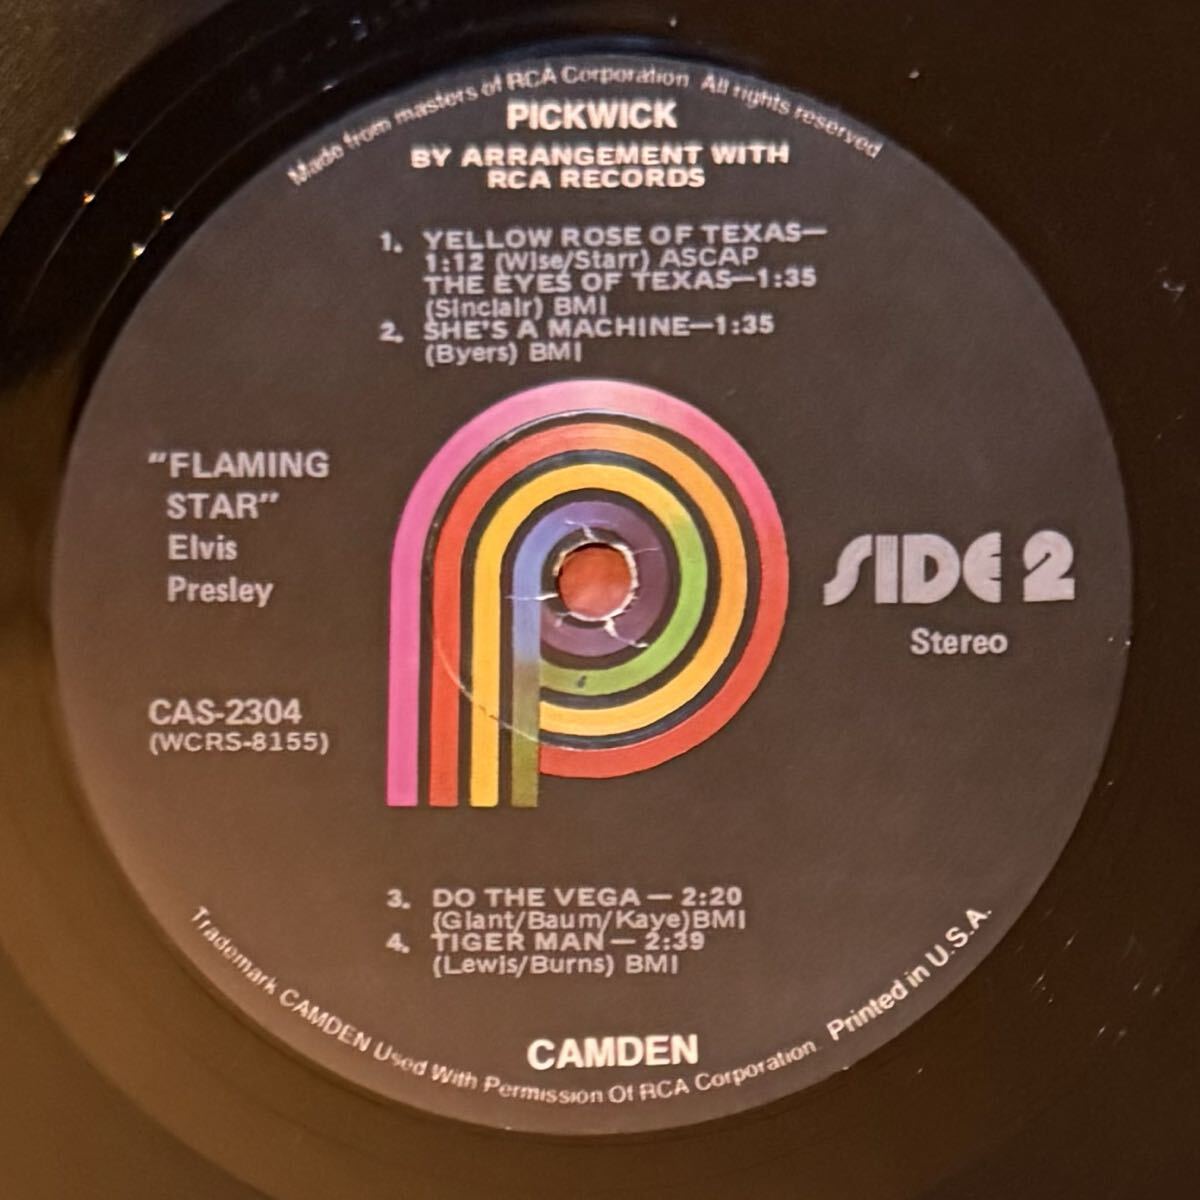 Made from masters of RCA Corporation All rights reserved
PICKWICK
BY ARRANGEMENT WITH
RCA RECORDS
1. YELLOW ROSE OF TEXAS—
1:12 (Wise/Starr) ASCAP
THE EYES OF TEXAS—1:35
(Sinclair) BMI
2. SHE'S A MACHINE—1:35
(Byers) BMI
"FLAMING
STAR"
Elvis
Presley
SIDE 2
Stereo
CAS-2304
(WCRS-8155)
3. DO THE VEGA — 2:20
(Giant/Baum/Kaye)BMI
4. TIGER MAN — 2:39
(Lewis/Burns) BMI
CAMDEN
Trademark CAMDEN Used With Permission Of RCA Corporation Printed in U.S.A.